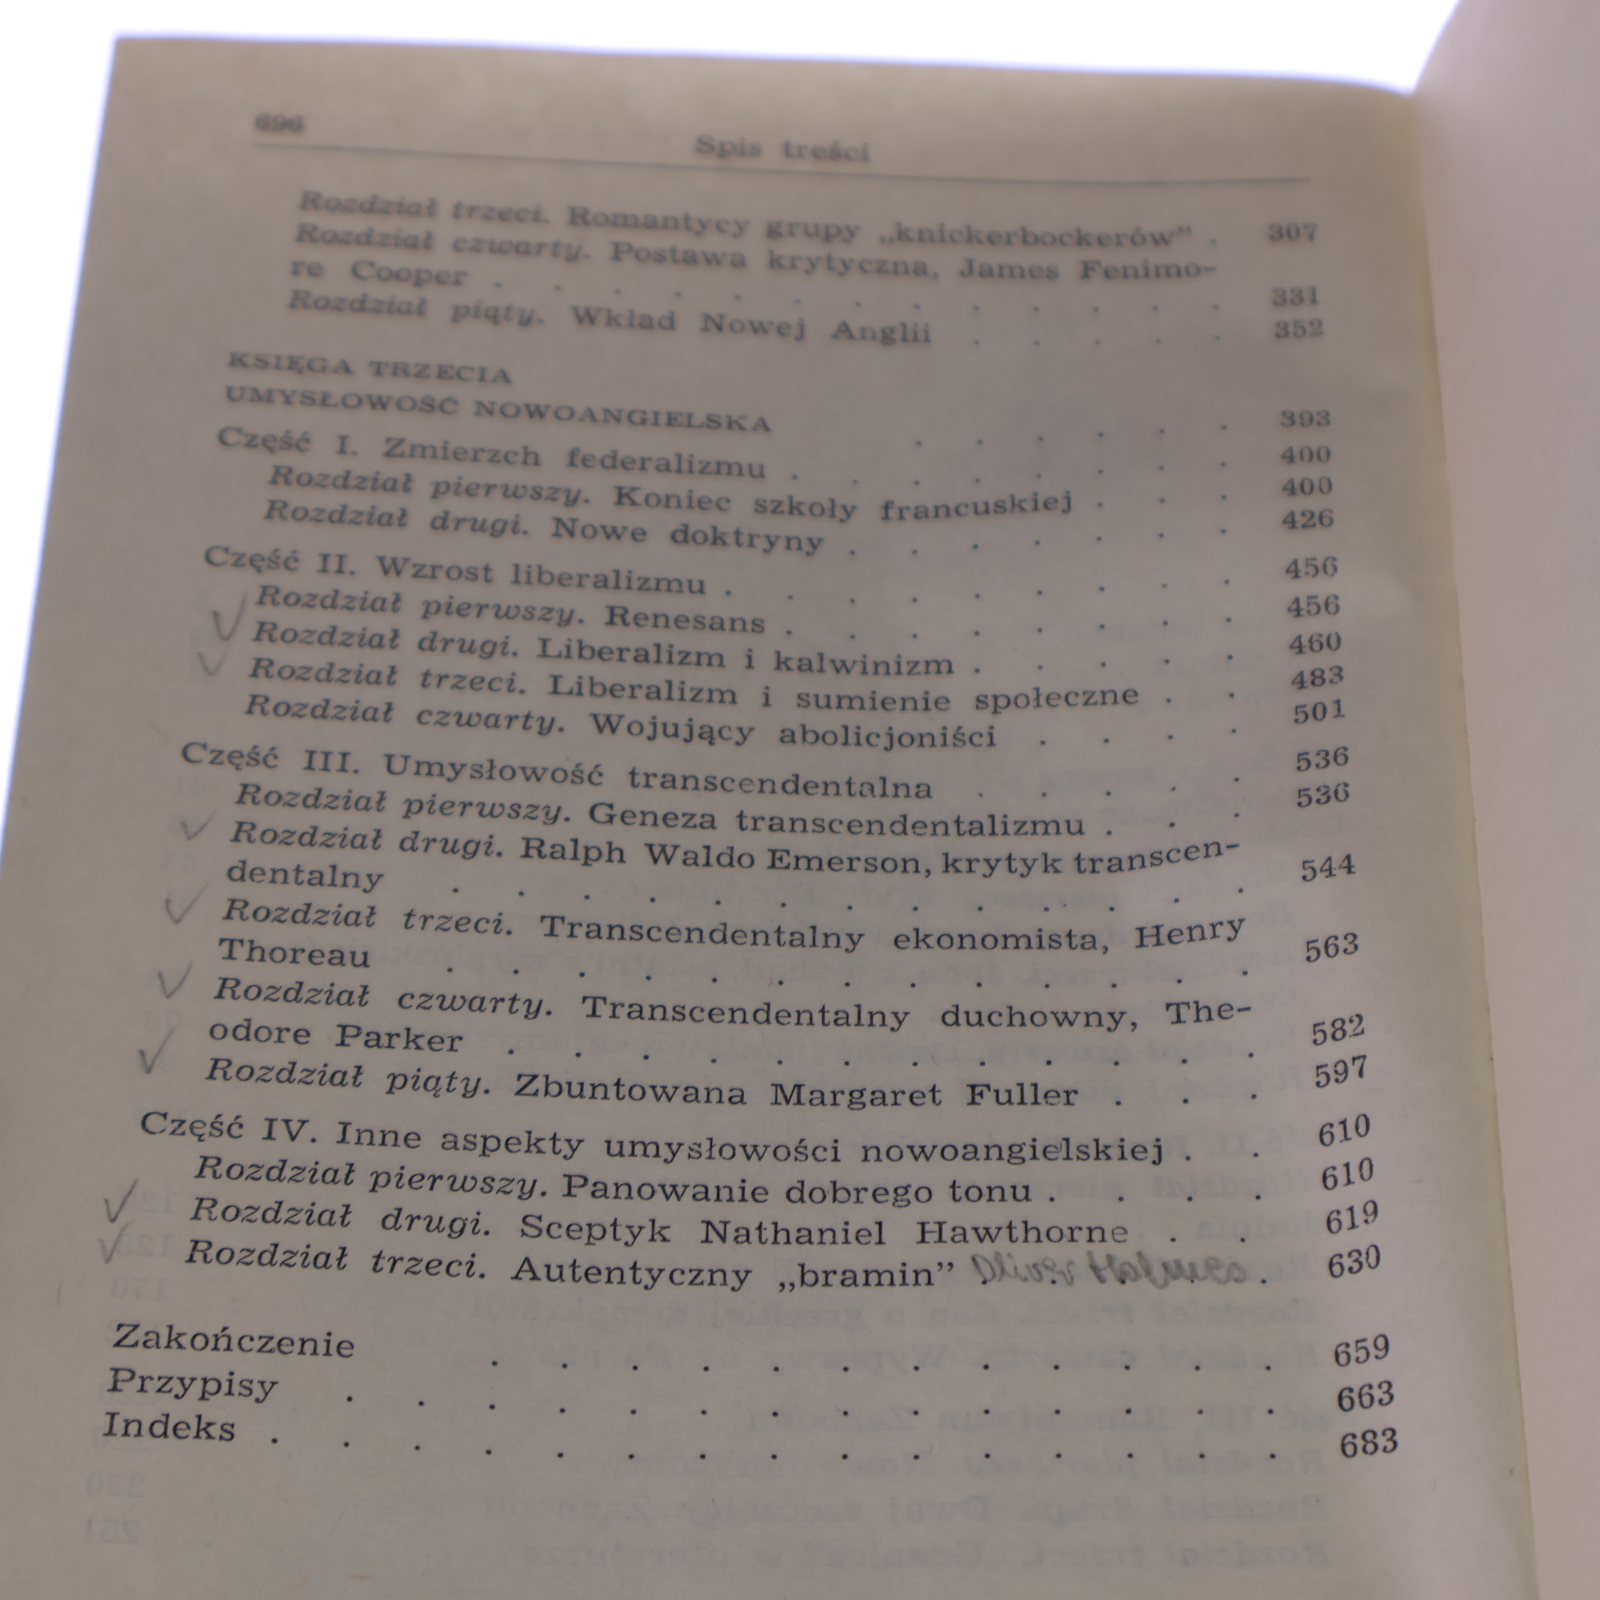 696
Spis treści
Rozdział trzeci. Romantycy grupy „knickerbockerów” . 307
Rozdział czwarty. Postawa krytyczna, James Fenimo-
re Cooper . . . . . . . . . . . . . 331
Rozdział piąty. Wkład Nowej Anglii . . . . . 352
KSIĘGA TRZECIA
UMYSŁOWOŚĆ NOWOANGIELSKA . . . . . . 393
Część I. Zmierzch federalizmu . . . . . . . . 400
Rozdział pierwszy. Koniec szkoły francuskiej . . . 400
Rozdział drugi. Nowe doktryny . . . . . . . 426
Część II. Wzrost liberalizmu . . . . . . . . . 456
Rozdział pierwszy. Renesans . . . . . . . . 456
Rozdział drugi. Liberalizm i kalwinizm . . . . . 460
Rozdział trzeci. Liberalizm i sumienie społeczne . . 483
Rozdział czwarty. Wojujący abolicjoniści . . . . 501
Część III. Umysłowość transcendentalna . . . . . 536
Rozdział pierwszy. Geneza transcendentalizmu . . . 536
Rozdział drugi. Ralph Waldo Emerson, krytyk transcen-
dentalny . . . . . . . . . . . . . 544
Rozdział trzeci. Transcendentalny ekonomista, Henry
Thoreau . . . . . . . . . . . . . 563
Rozdział czwarty. Transcendentalny duchowny, The-
odore Parker . . . . . . . . . . . . 582
Rozdział piąty. Zbuntowana Margaret Fuller . . . 597
Część IV. Inne aspekty umysłowości nowoangielskiej . . 610
Rozdział pierwszy. Panowanie dobrego tonu . . . . 610
Rozdział drugi. Sceptyk Nathaniel Hawthorne . . 619
Rozdział trzeci. Autentyczny „bramin” Oliver Holmes . 630
Zakończenie . . . . . . . . . . . . 659
Przypisy . . . . . . . . . . . . . . 663
Indeks . . . . . . . . . . . . . . . 683